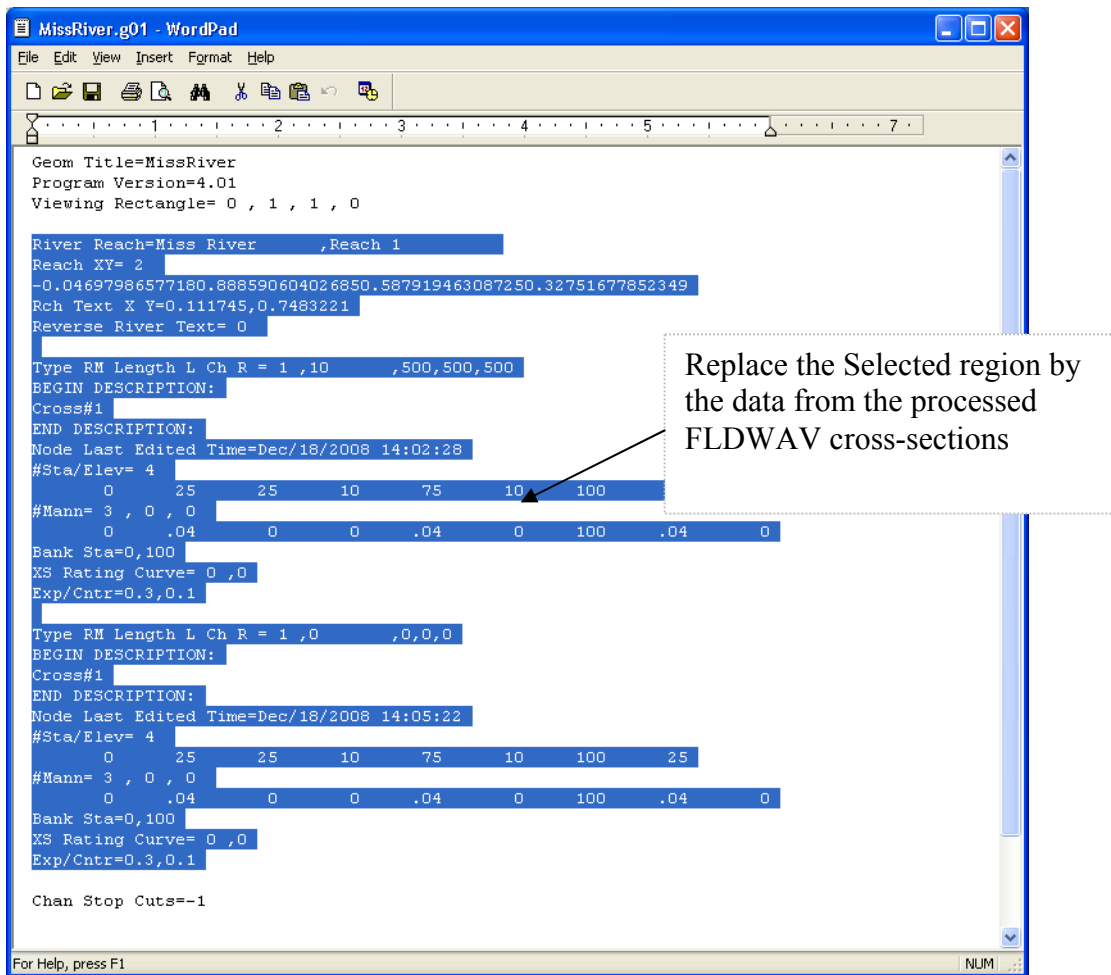 MissRiver.g01 - WordPad
File Edit View Insert Format Help
1 2 3 4 5 7
Geom Title=MissRiver
Program Version=4.01
Viewing Rectangle= 0 , 1 , 1 , 0
River Reach=Miss River      ,Reach 1
Reach XY= 2
-0.04697986577180.888590604026850.587919463087250.32751677852349
Rch Text X Y=0.111745,0.7483221
Reverse River Text= 0
Type RM Length L Ch R = 1 ,10      ,500,500,500
BEGIN DESCRIPTION:
Cross#1
END DESCRIPTION:
Node Last Edited Time=Dec/18/2008 14:02:28
#Sta/Elev= 4
0 25 25 10 75 10 100
#Mann= 3 , 0 , 0
0 .04 0 0 .04 0 100 .04 0
Bank Sta=0,100
XS Rating Curve= 0 ,0
Exp/Cntr=0.3,0.1
Type RM Length L Ch R = 1 ,0       ,0,0,0
BEGIN DESCRIPTION:
Cross#1
END DESCRIPTION:
Node Last Edited Time=Dec/18/2008 14:05:22
#Sta/Elev= 4
0 25 25 10 75 10 100 25
#Mann= 3 , 0 , 0
0 .04 0 0 .04 0 100 .04 0
Bank Sta=0,100
XS Rating Curve= 0 ,0
Exp/Cntr=0.3,0.1
Chan Stop Cuts=-1
Replace the Selected region by
the data from the processed
FLDWAV cross-sections
For Help, press F1
NUM